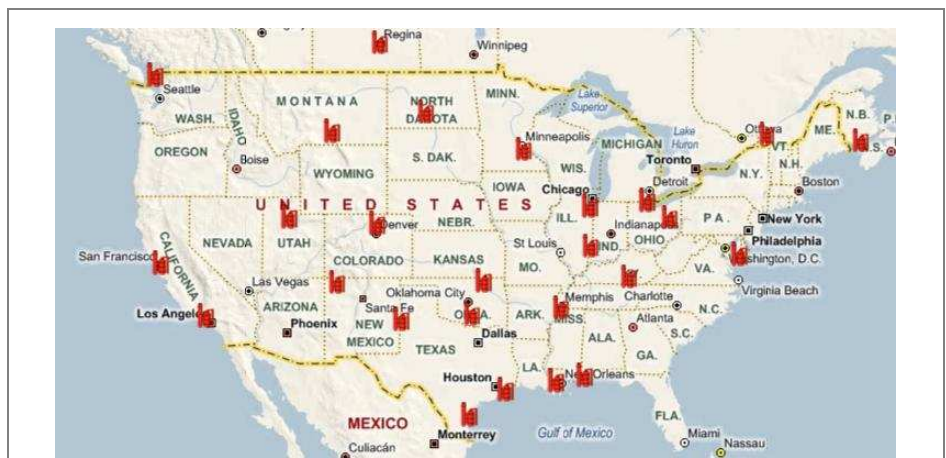 Regina
Winnipeg
Seattle
WASH.
MONTANA
NORTH
DAKOTA
MINN.
Lake
Superior
Ottawa
N.B.
ME.
OREGON
IDAHO
Boise
S. DAK.
Minneapolis
WIS.
MICHIGAN
Lake
Huron
Toronto
VT.
N.H.
N.Y.
WYOMING
IOWA
Chicago
Detroit
Boston
UNITED STATES
NEVADA
UTAH
Denver
NEBR.
ILL.
Indianapolis
IND.
OHIO
PA.
New York
Philadelphia
San Francisco
CALIFORNIA
COLORADO
KANSAS
St Louis
MO.
VA.
Washington, D.C.
Las Vegas
Virginia Beach
Los Angeles
ARIZONA
Phoenix
Santa Fe
NEW
MEXICO
Oklahoma City
OKLA.
ARK.
Memphis
MISS.
Charlotte
N.C.
S.C.
Atlanta
ALA.
GA.
TEXAS
Dallas
LA.
Houston
New Orleans
FLA.
MEXICO
Monterrey
Gulf of Mexico
Miami
Nassau
Culiacán